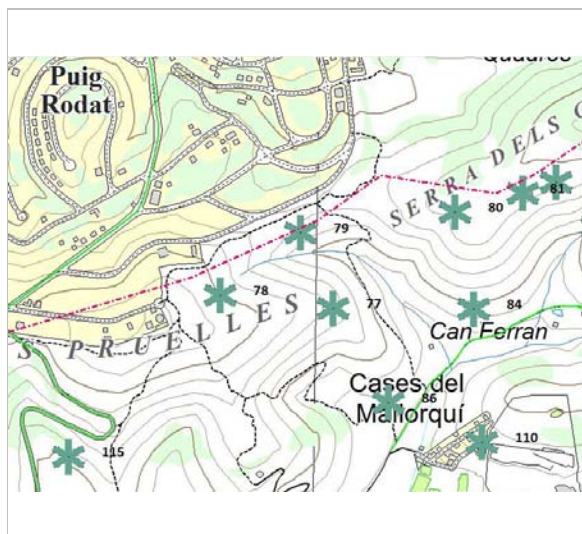 Puig
Rodat
SERRA DELS
81
80
79
78
77
84
S PRUELLES
Can Ferran
Cases del
Mallorquí
86
110
115